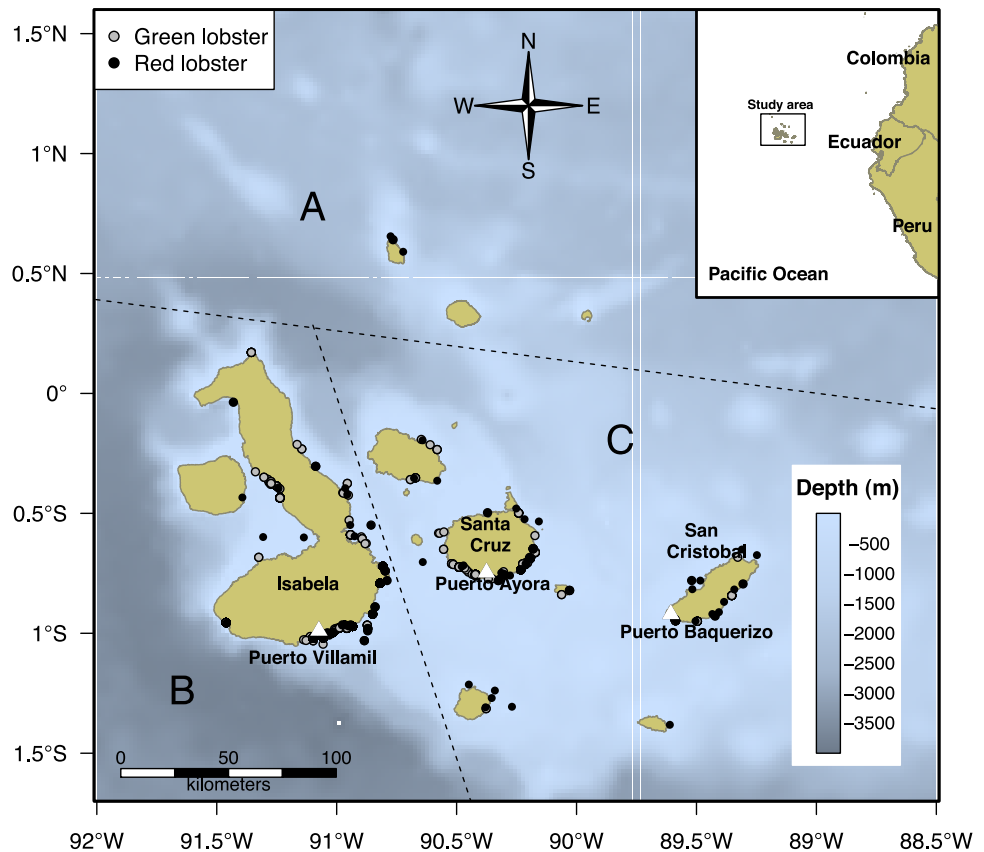 1.5°N
1°N
0.5°N
0°
0.5°S
1°S
1.5°S
Green lobster
Red lobster
N
W
E
S
Colombia
Study area
Ecuador
Peru
Pacific Ocean
A
C
B
Depth (m)
−500
−1000
−1500
−2000
−2500
−3000
−3500
Santa
Cruz
San
Cristobal
Isabela
Puerto Ayora
Puerto Baquerizo
Puerto Villamil
0
50
100
kilometers
92°W
91.5°W
91°W
90.5°W
90°W
89.5°W
89°W
88.5°W